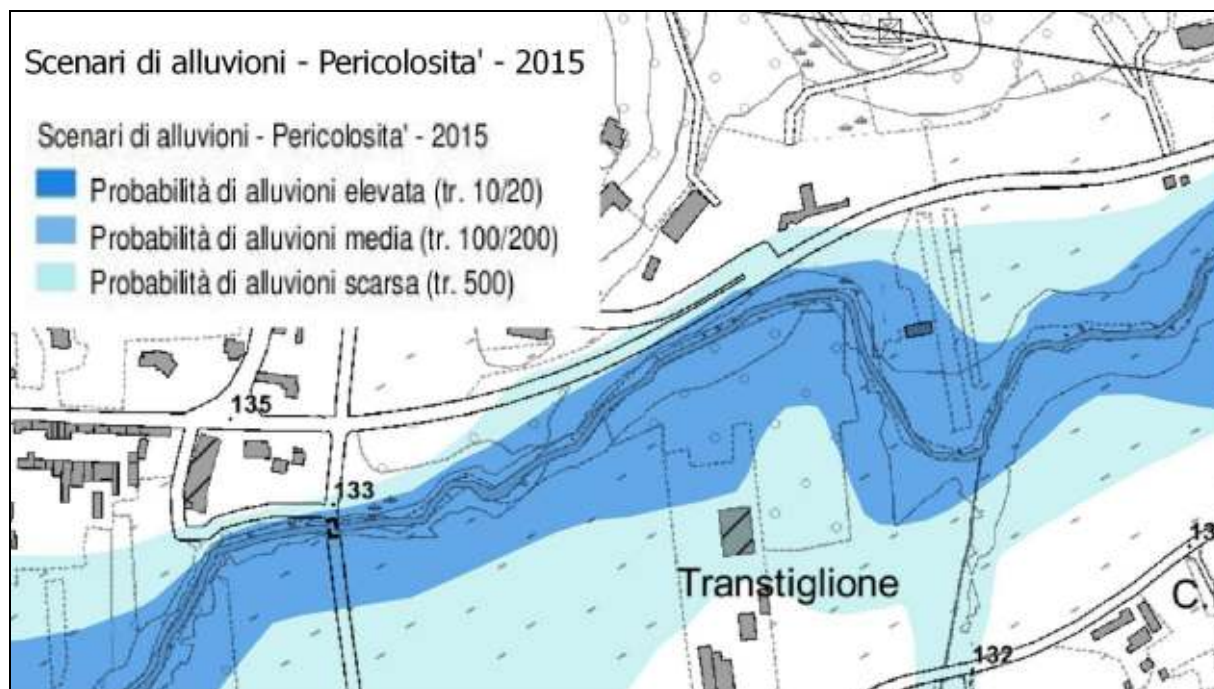 Scenari di alluvioni - Pericolosita' - 2015
Scenari di alluvioni - Pericolosita' - 2015
Probabilità di alluvioni elevata (tr. 10/20)
Probabilità di alluvioni media (tr. 100/200)
Probabilità di alluvioni scarsa (tr. 500)
135
133
13
Transtiglione
C.
132